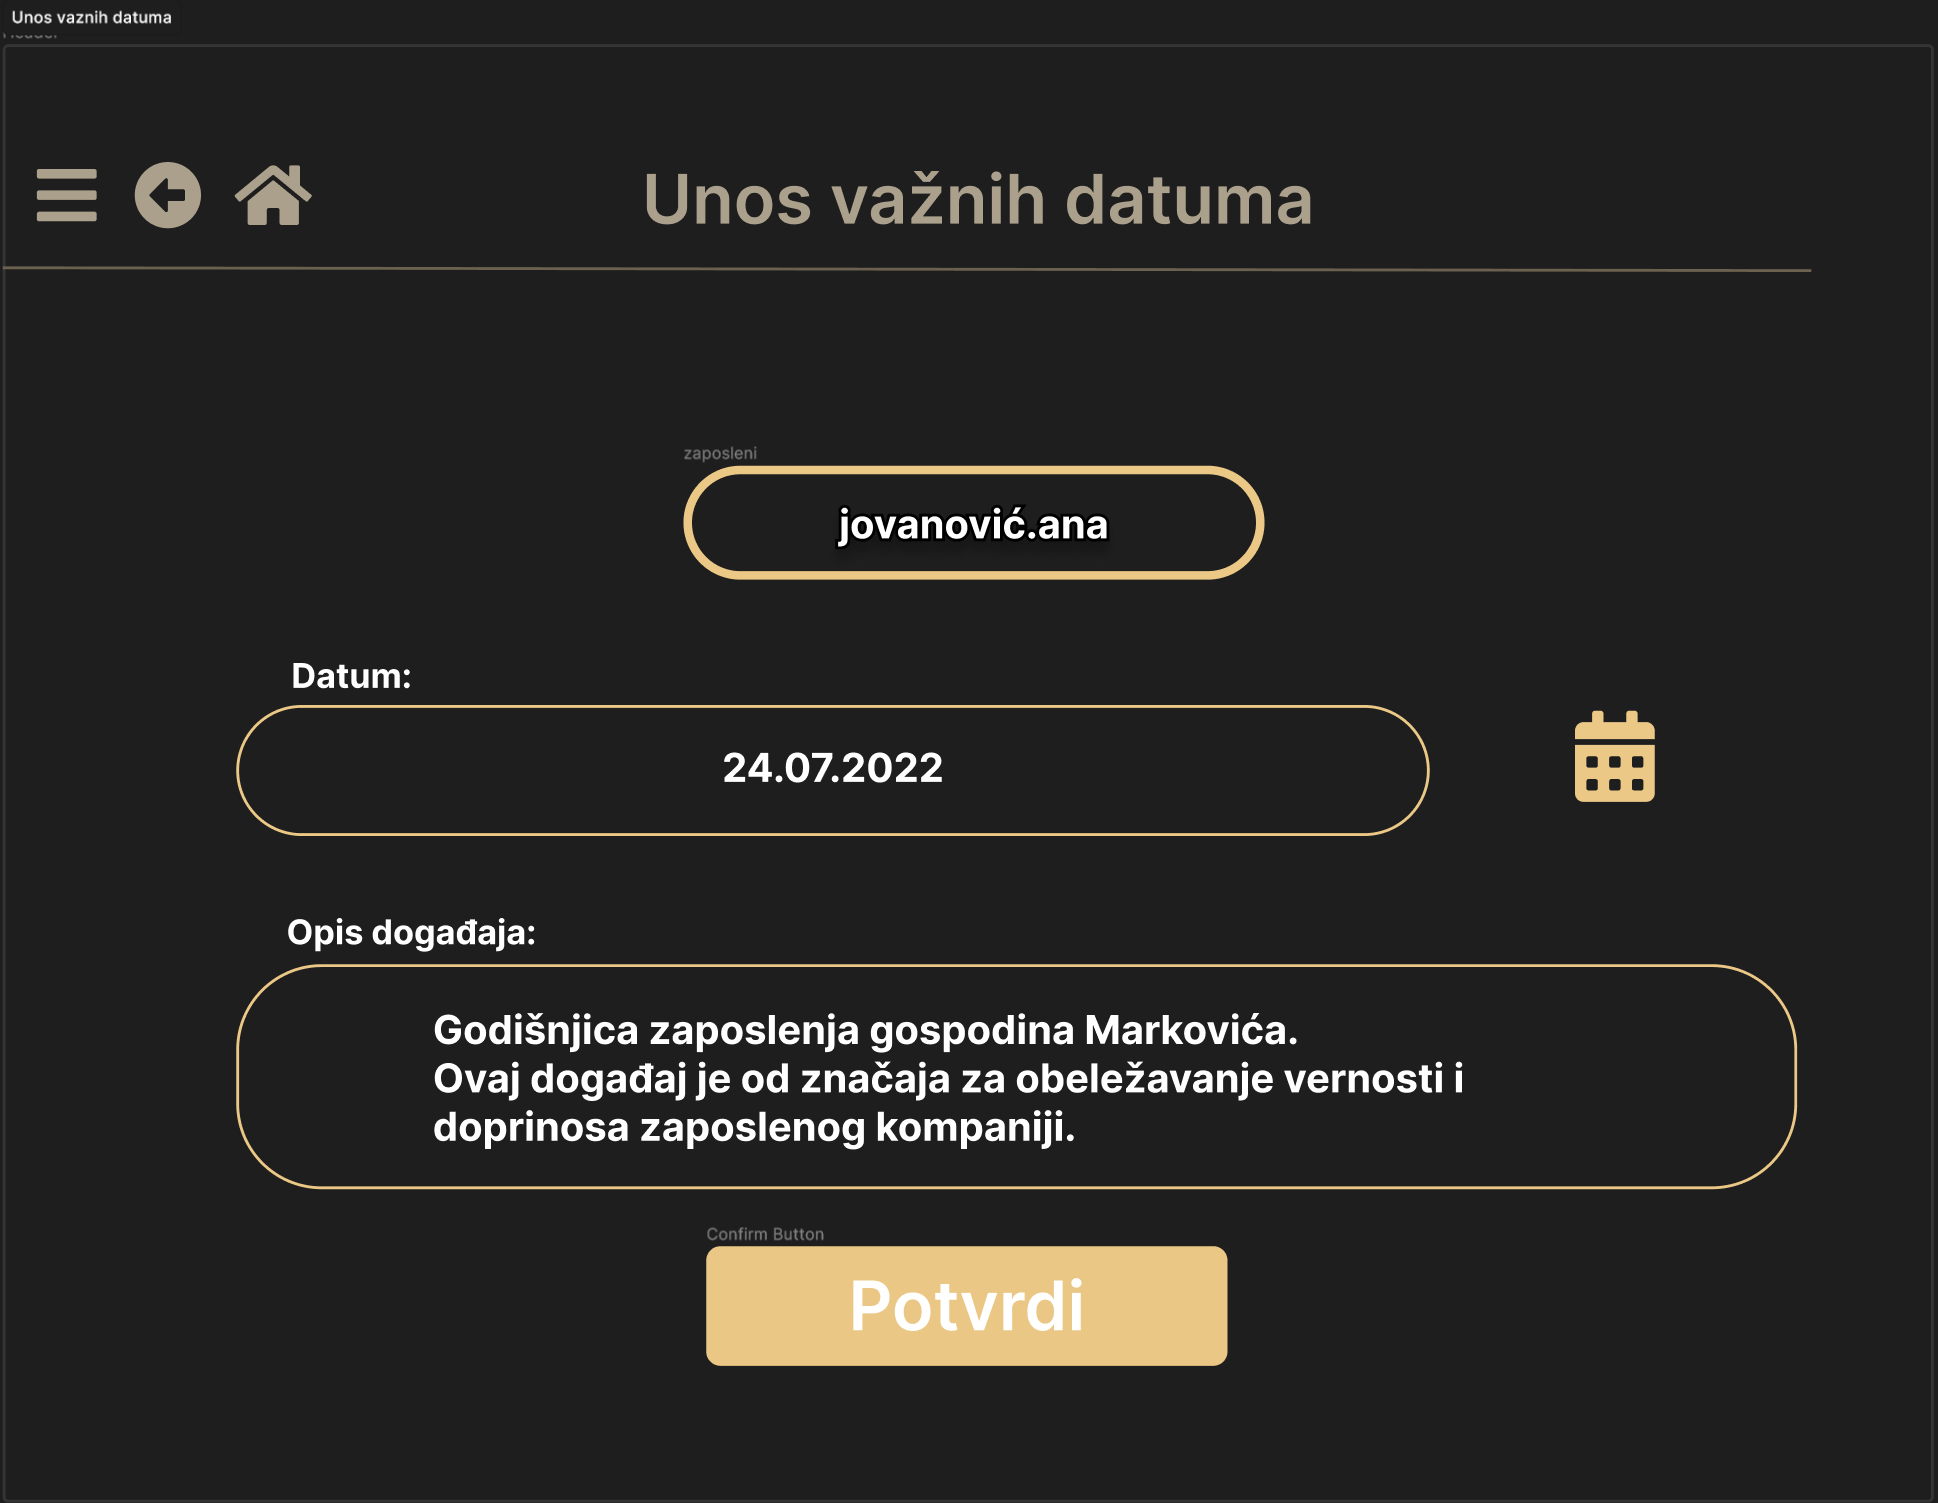 Unos vaznih datuma
Unos važnih datuma
zaposleni
jovanović.ana
Datum:
24.07.2022
Opis događaja:
Godišnjica zaposlenja gospodina Markovića.
Ovaj događaj je od značaja za obeležavanje vernosti i
doprinosa zaposlenog kompaniji.
Confirm Button
Potvrdi